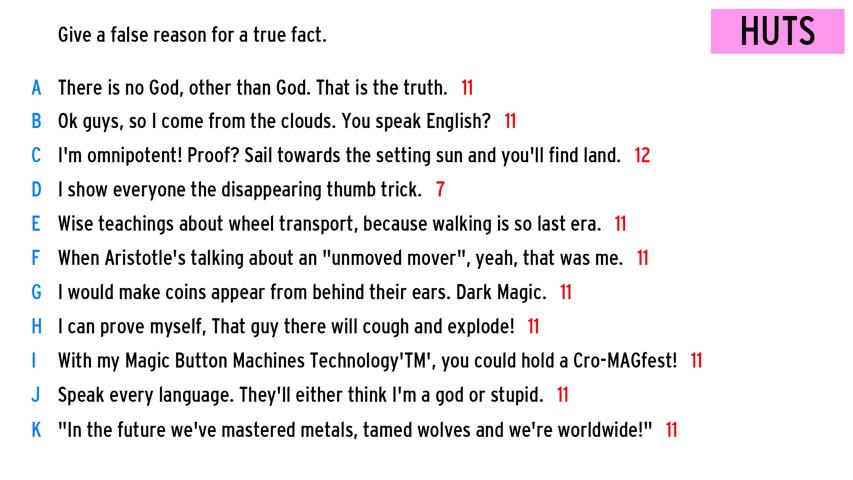 Give a false reason for a true fact.
HUTS
A There is no God, other than God. That is the truth. 11
B Ok guys, so I come from the clouds. You speak English? 11
C I'm omnipotent! Proof? Sail towards the setting sun and you'll find land. 12
D I show everyone the disappearing thumb trick. 7
E Wise teachings about wheel transport, because walking is so last era. 11
F When Aristotle's talking about an "unmoved mover", yeah, that was me. 11
G I would make coins appear from behind their ears. Dark Magic. 11
H I can prove myself, That guy there will cough and explode! 11
I With my Magic Button Machines Technology'TM', you could hold a Cro-MAGfest! 11
J Speak every language. They'll either think I'm a god or stupid. 11
K "In the future we've mastered metals, tamed wolves and we're worldwide!" 11